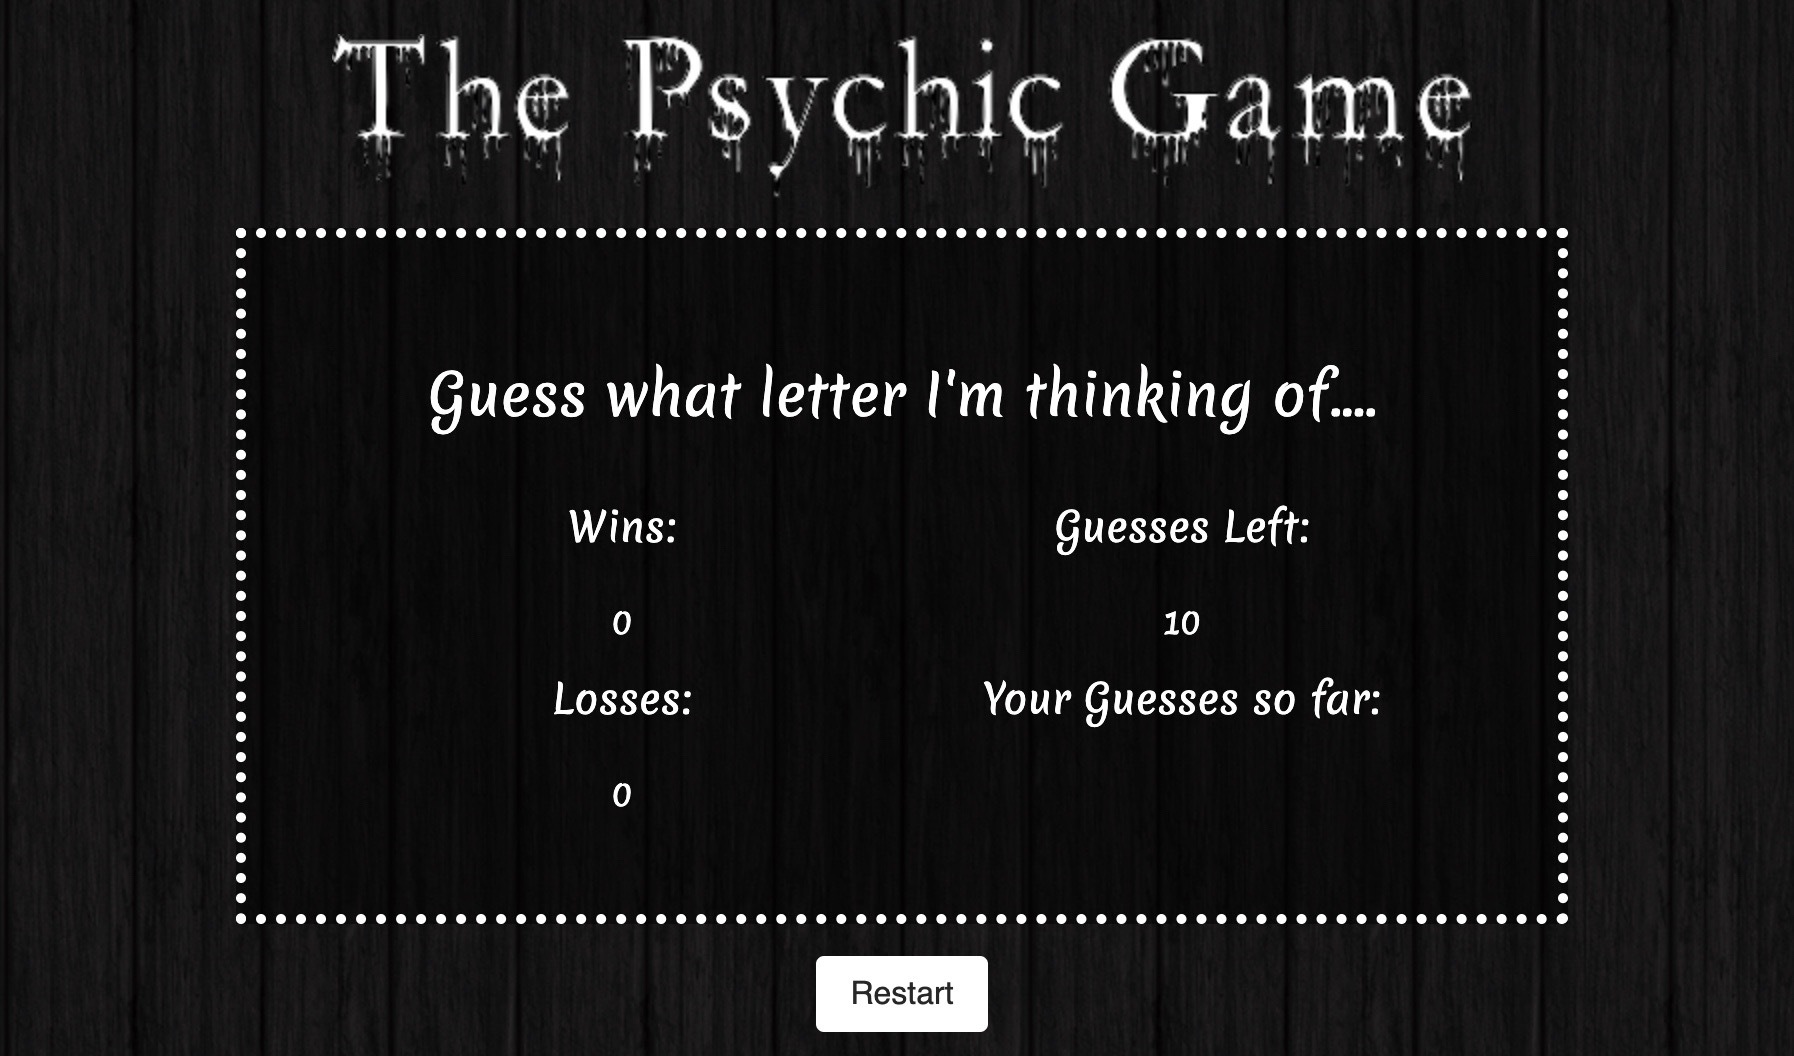 The Psychic Game
Guess what letter I'm thinking of....
Wins:
0
Losses:
0
Guesses Left:
10
Your Guesses so far:
Restart